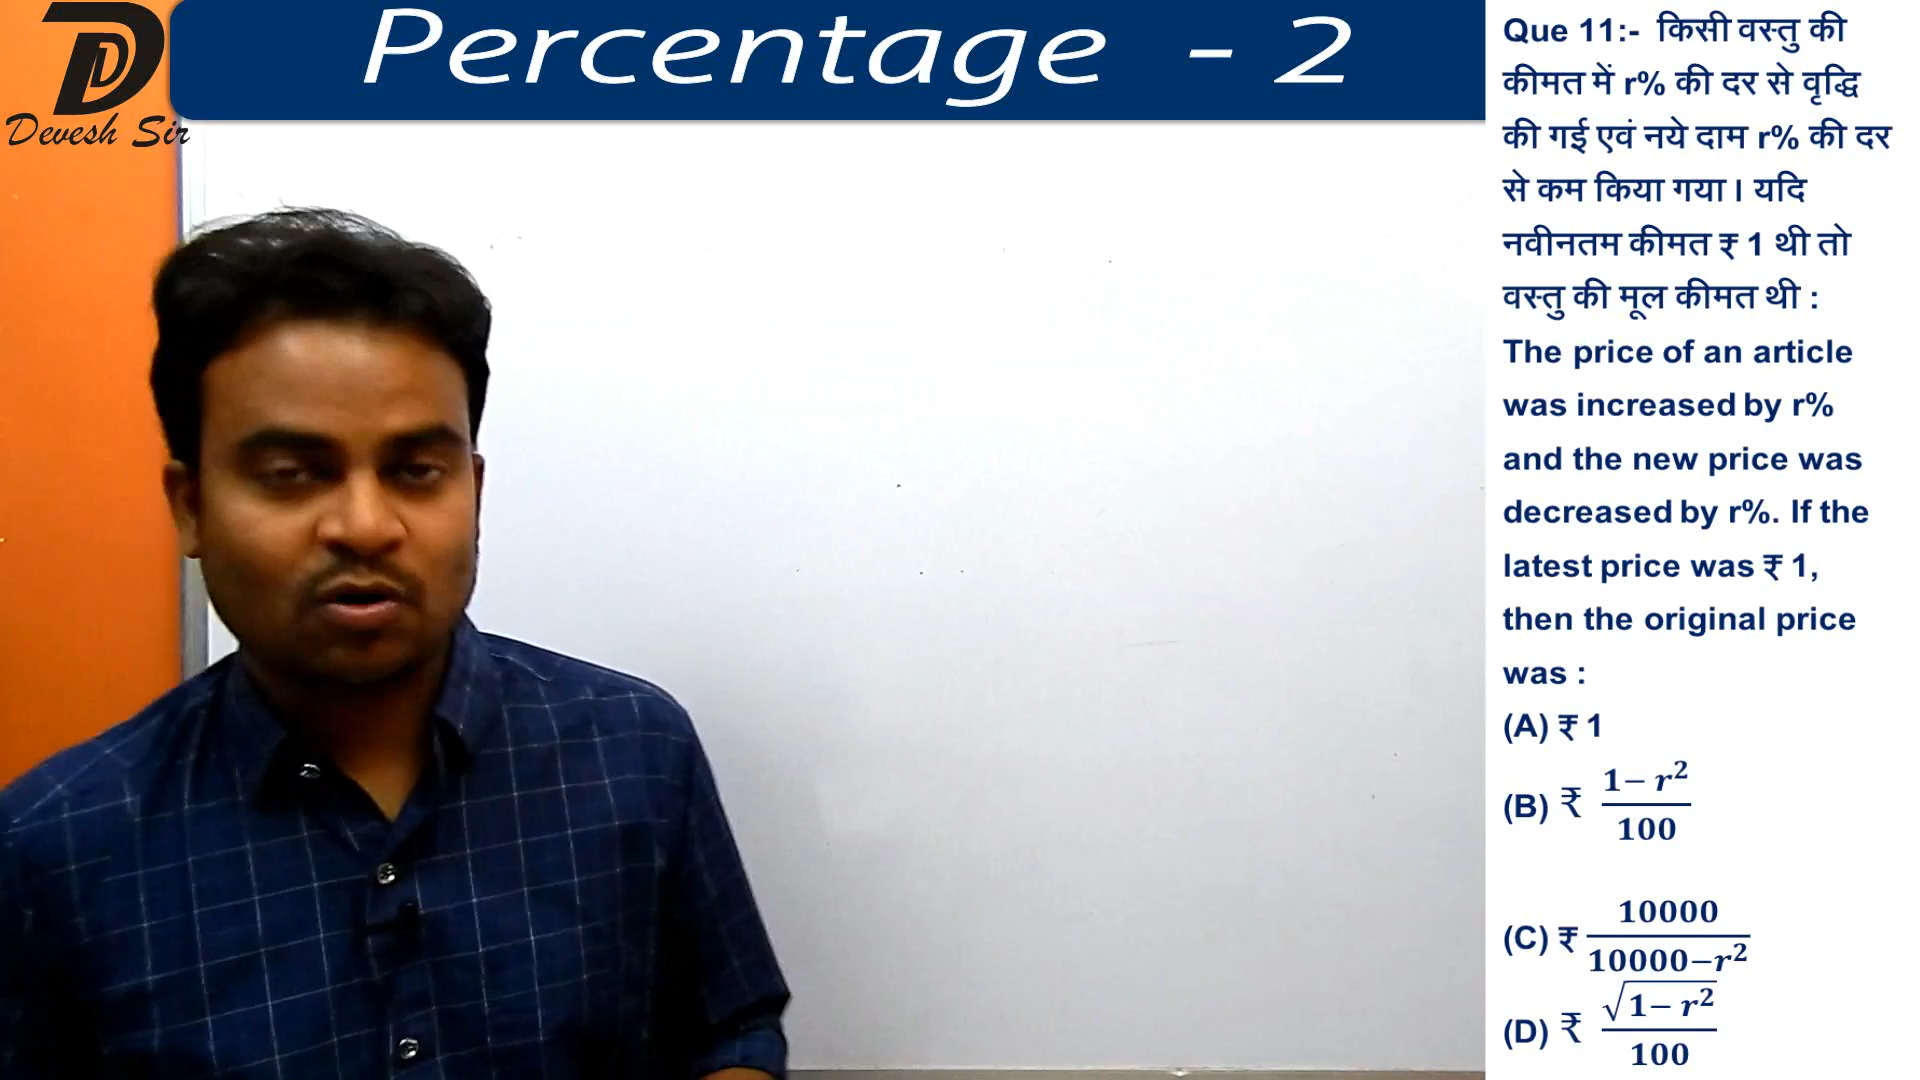 Percentage - 2
Devesh Sir
Que 11:- किसी वस्तु की
कीमत में r% की दर से वृद्धि
की गई एवं नये दाम r% की दर
से कम किया गया। यदि
नवीनतम कीमत ₹ 1 थी तो
वस्तु की मूल कीमत थी :
The price of an article
was increased by r%
and the new price was
decreased by r%. If the
latest price was ₹ 1,
then the original price
was :
(A) ₹ 1
(B) ₹ (1− r²)/100
(C) ₹ 10000/(10000−r²)
(D) ₹ √(1− r²)/100